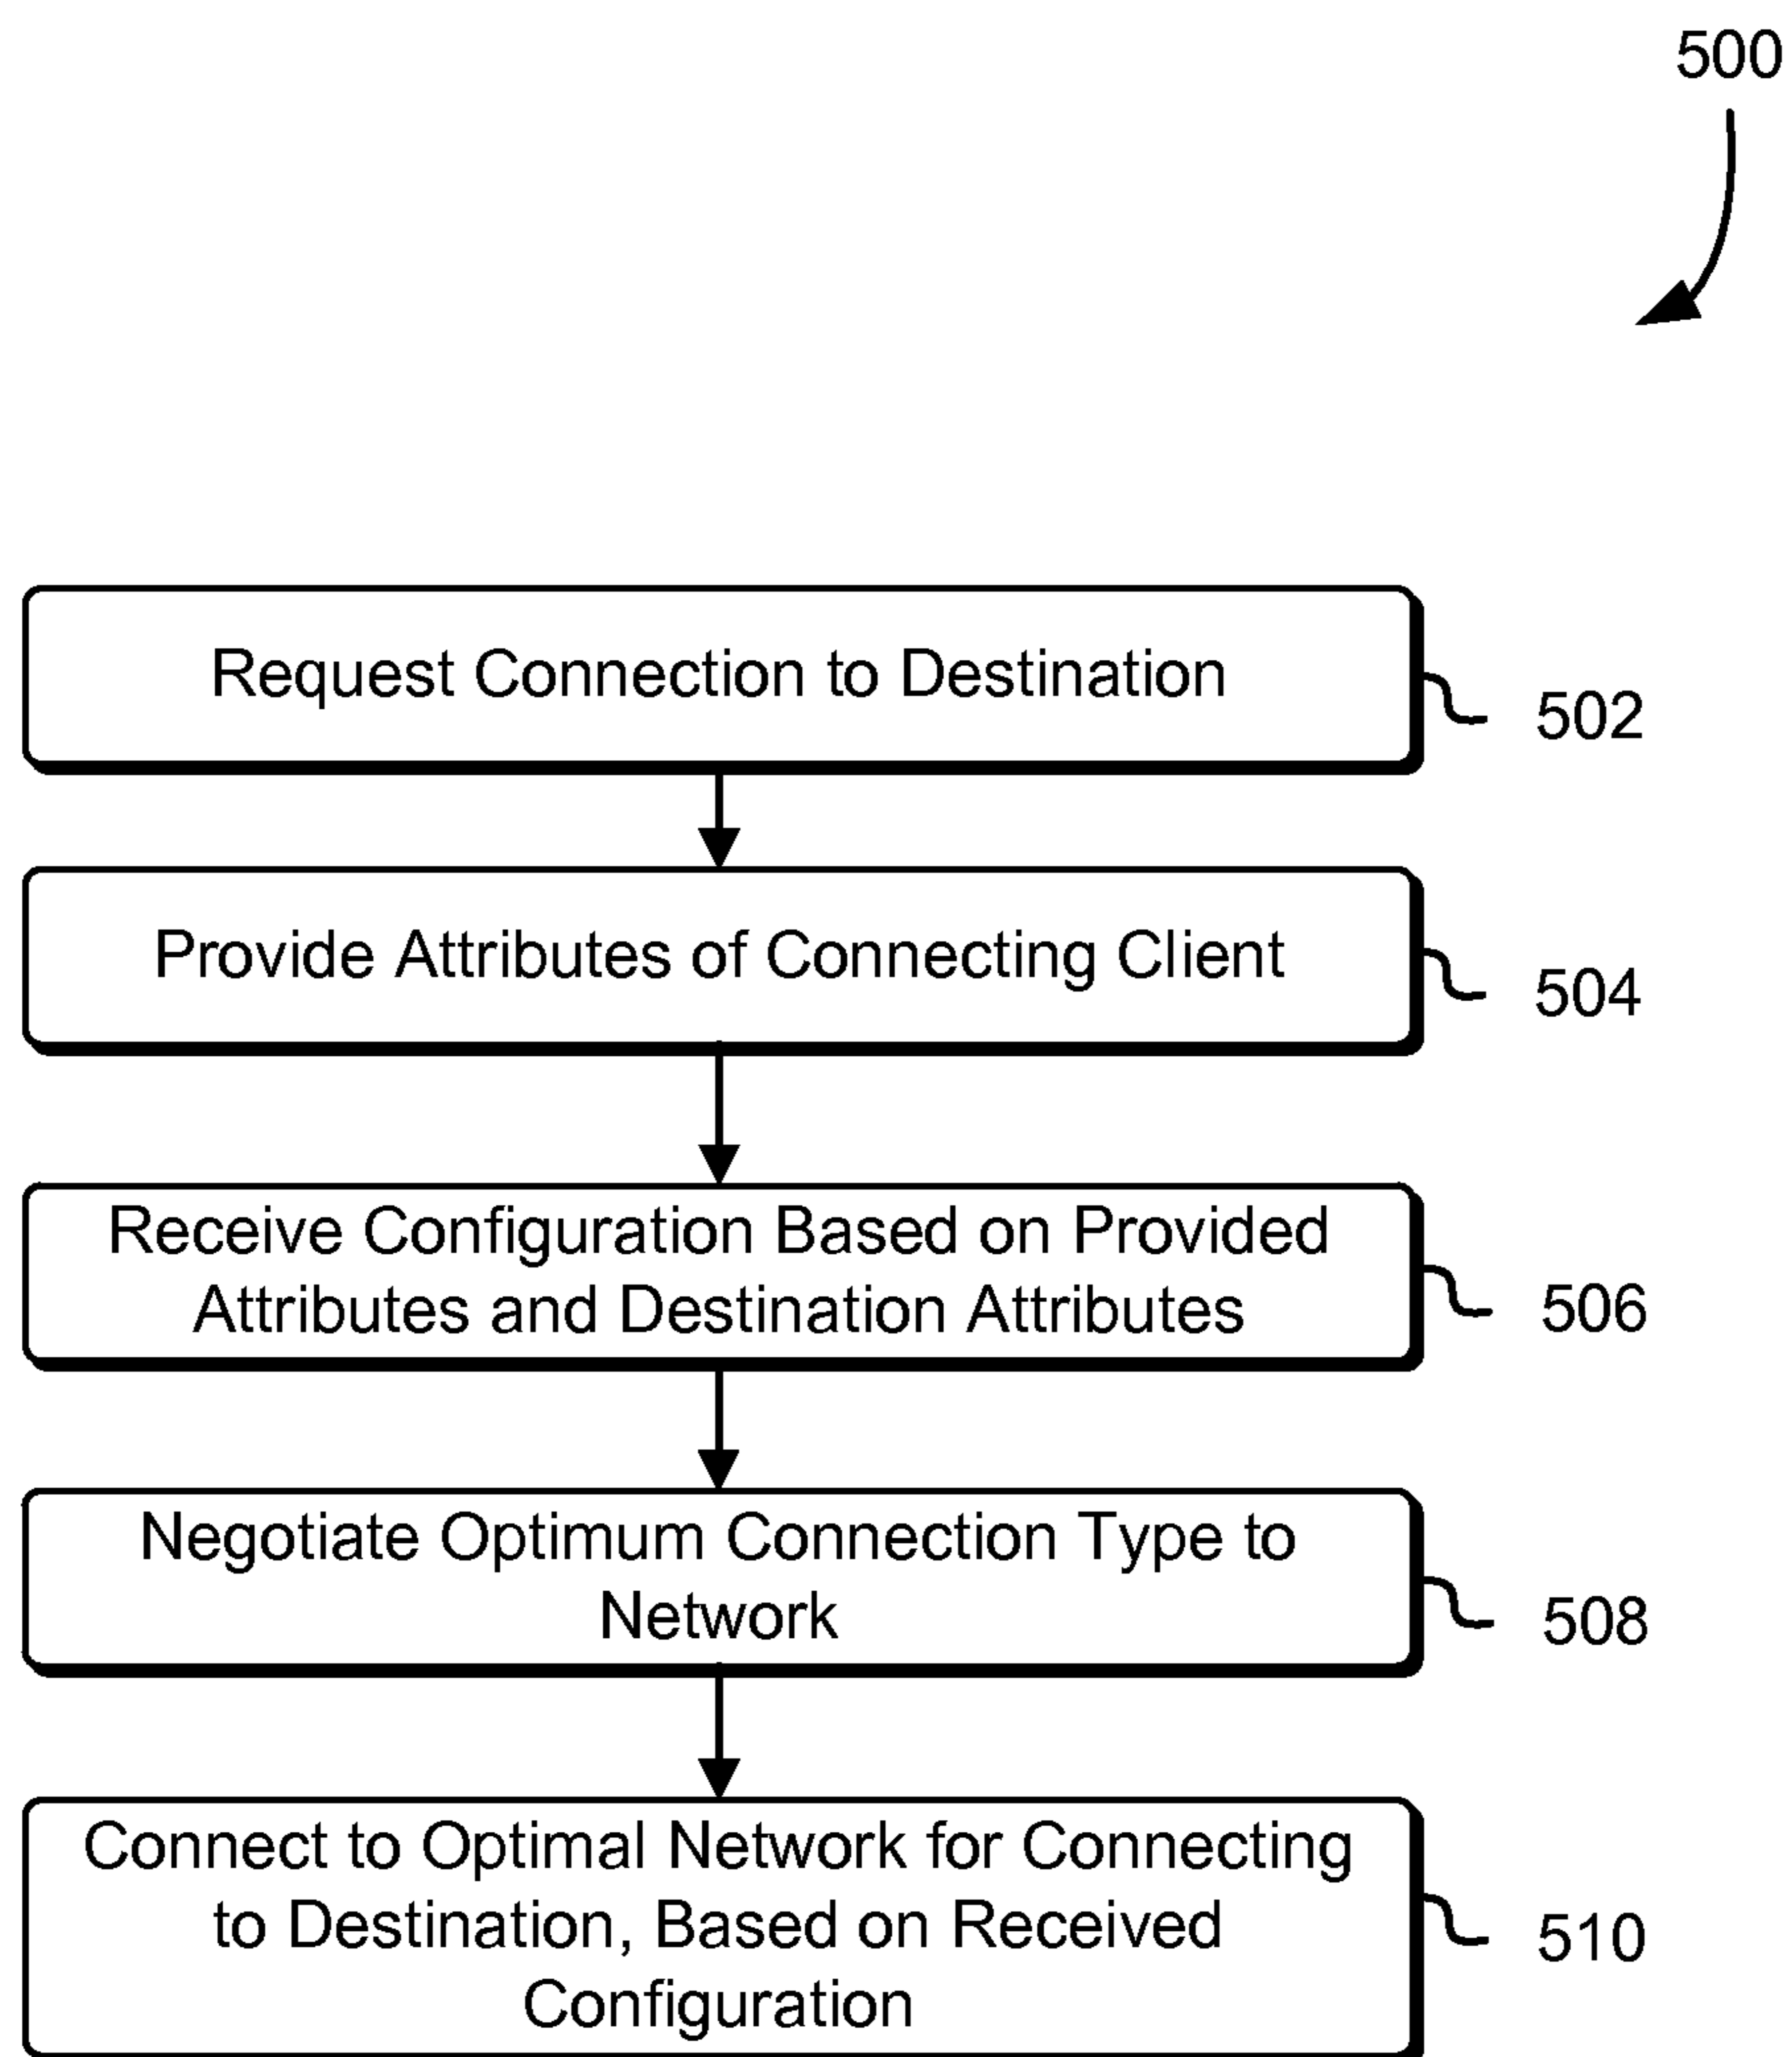 500
Request Connection to Destination
502
Provide Attributes of Connecting Client
504
Receive Configuration Based on Provided
Attributes and Destination Attributes
506
Negotiate Optimum Connection Type to
Network
508
Connect to Optimal Network for Connecting
to Destination, Based on Received
Configuration
510